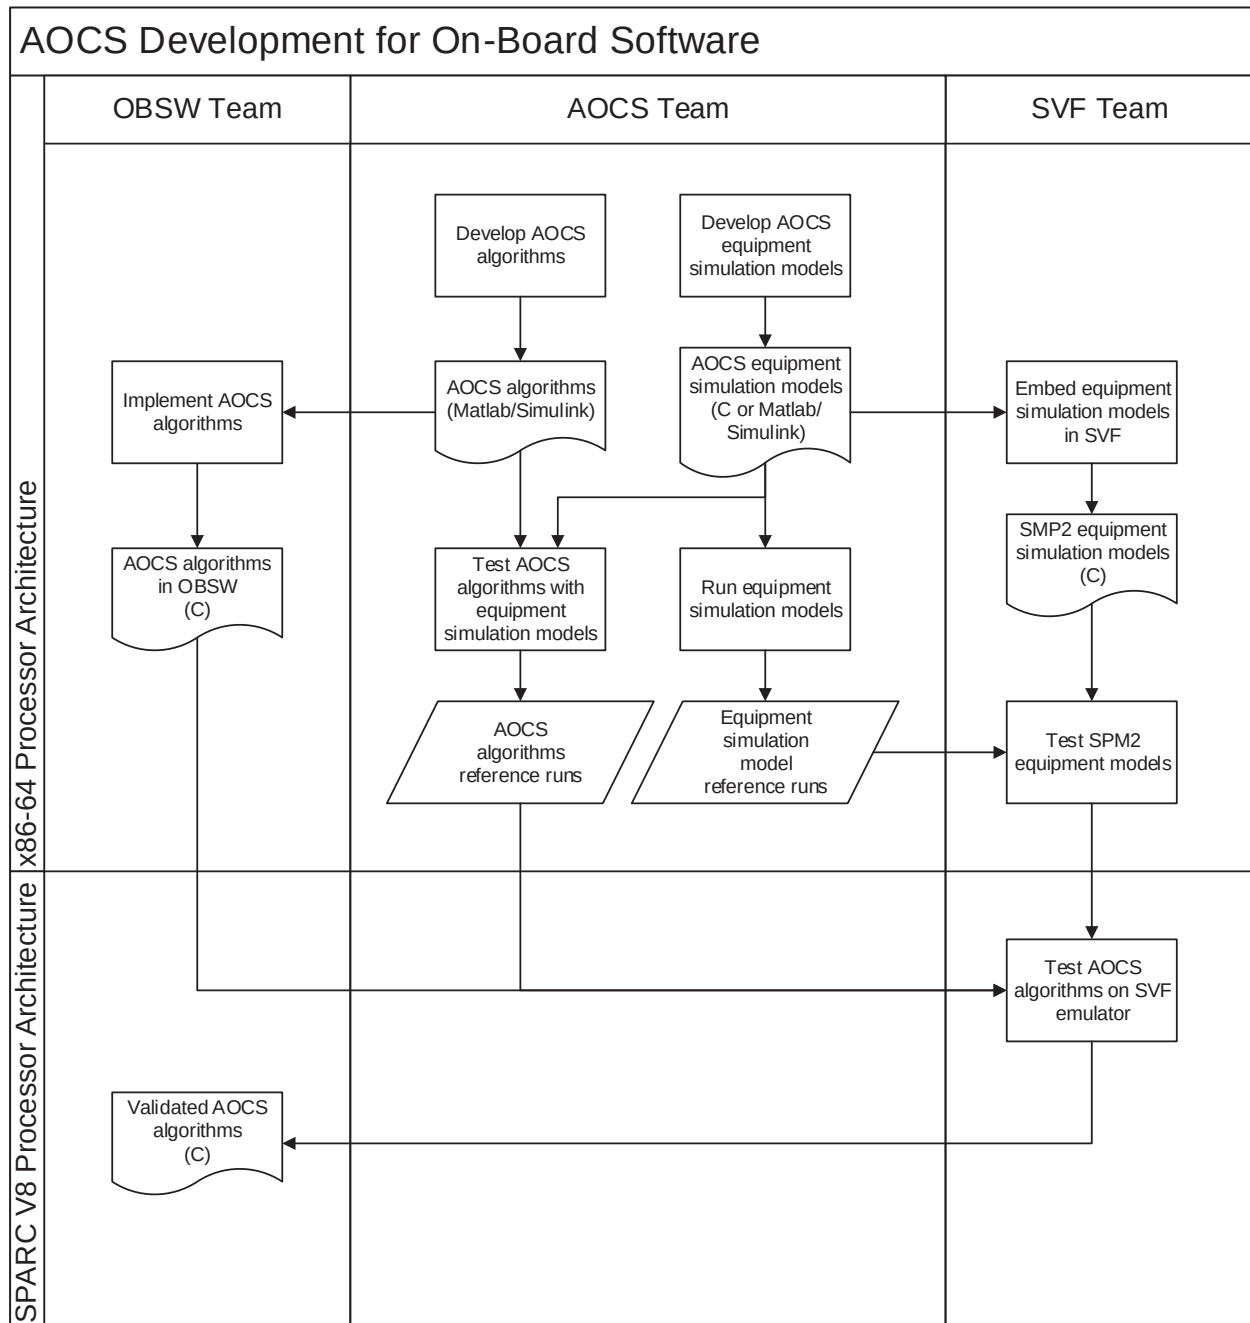 AOCS Development for On-Board Software
OBSW Team
AOCS Team
SVF Team
x86-64 Processor Architecture
Develop AOCS
algorithms
Develop AOCS
equipment
simulation models
Implement AOCS
algorithms
AOCS algorithms
(Matlab/Simulink)
AOCS equipment
simulation models
(C or Matlab/
Simulink)
Embed equipment
simulation models
in SVF
AOCS algorithms
in OBSW
(C)
Test AOCS
algorithms with
equipment
simulation models
Run equipment
simulation models
SMP2 equipment
simulation models
(C)
AOCS
algorithms
reference runs
Equipment
simulation
model
reference runs
Test SPM2
equipment models
SPARC V8 Processor Architecture
Test AOCS
algorithms on SVF
emulator
Validated AOCS
algorithms
(C)